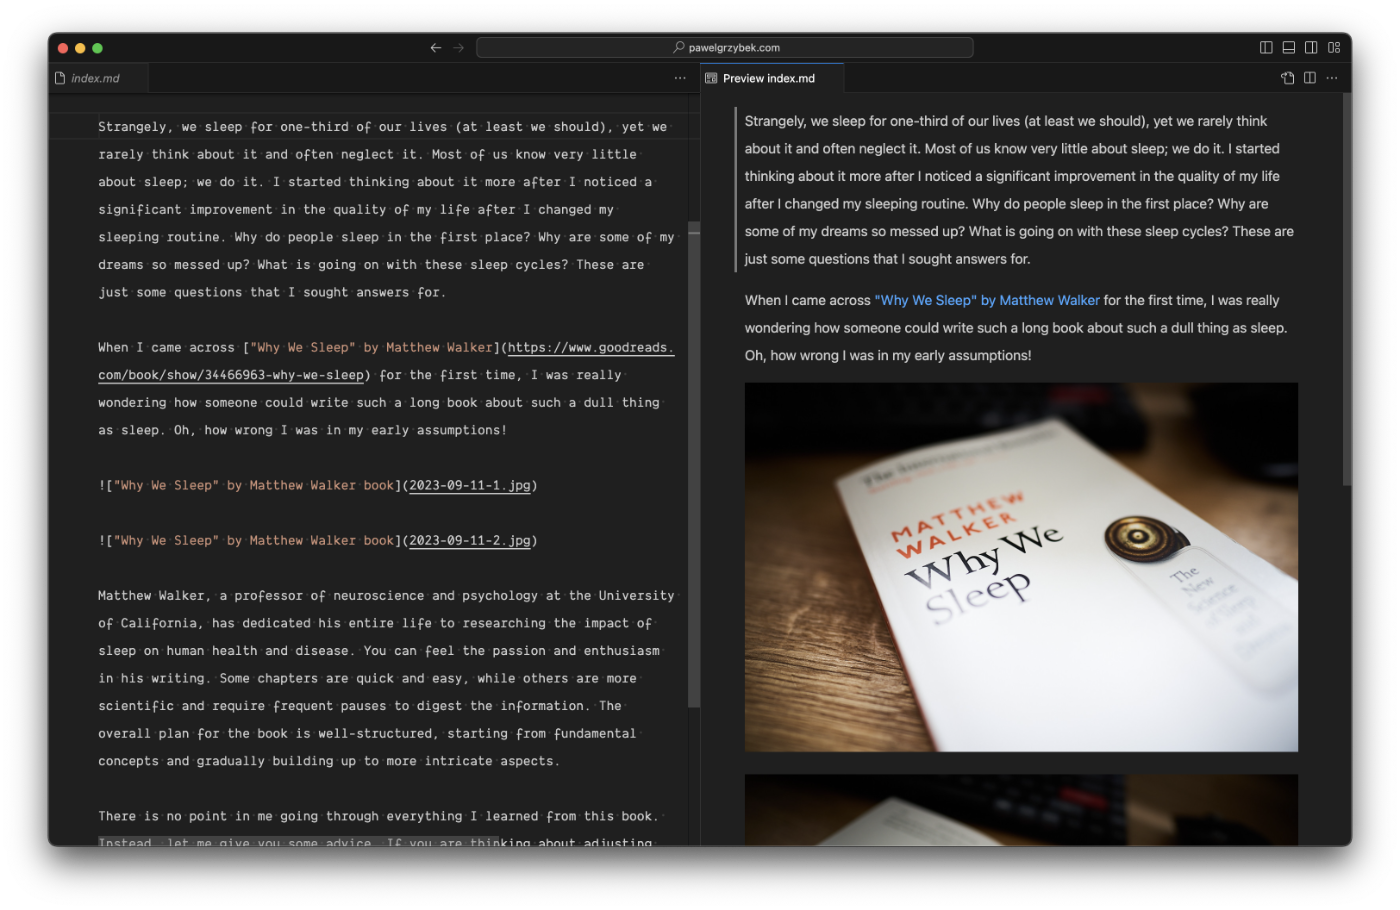 pawelgrzybek.com
index.md
Strangely, we sleep for one-third of our lives (at least we should), yet we
rarely think about it and often neglect it. Most of us know very little
about sleep; we do it. I started thinking about it more after I noticed a
significant improvement in the quality of my life after I changed my
sleeping routine. Why do people sleep in the first place? Why are some of my
dreams so messed up? What is going on with these sleep cycles? These are
just some questions that I sought answers for.
When I came across ["Why We Sleep" by Matthew Walker](https://www.goodreads.
com/book/show/34466963-why-we-sleep) for the first time, I was really
wondering how someone could write such a long book about such a dull thing
as sleep. Oh, how wrong I was in my early assumptions!
!["Why We Sleep" by Matthew Walker book](2023-09-11-1.jpg)
!["Why We Sleep" by Matthew Walker book](2023-09-11-2.jpg)
Matthew Walker, a professor of neuroscience and psychology at the University
of California, has dedicated his entire life to researching the impact of
sleep on human health and disease. You can feel the passion and enthusiasm
in his writing. Some chapters are quick and easy, while others are more
scientific and require frequent pauses to digest the information. The
overall plan for the book is well-structured, starting from fundamental
concepts and gradually building up to more intricate aspects.
There is no point in me going through everything I learned from this book.
Instead, let me give you some advice. If you are thinking about adjusting
Preview index.md
Strangely, we sleep for one-third of our lives (at least we should), yet we rarely think
about it and often neglect it. Most of us know very little about sleep; we do it. I started
thinking about it more after I noticed a significant improvement in the quality of my life
after I changed my sleeping routine. Why do people sleep in the first place? Why are
some of my dreams so messed up? What is going on with these sleep cycles? These are
just some questions that I sought answers for.
When I came across "Why We Sleep" by Matthew Walker for the first time, I was really
wondering how someone could write such a long book about such a dull thing as sleep.
Oh, how wrong I was in my early assumptions!
The International Bestseller
MATTHEW
WALKER
Why We
Sleep
The
New
Science
of Sleep
and